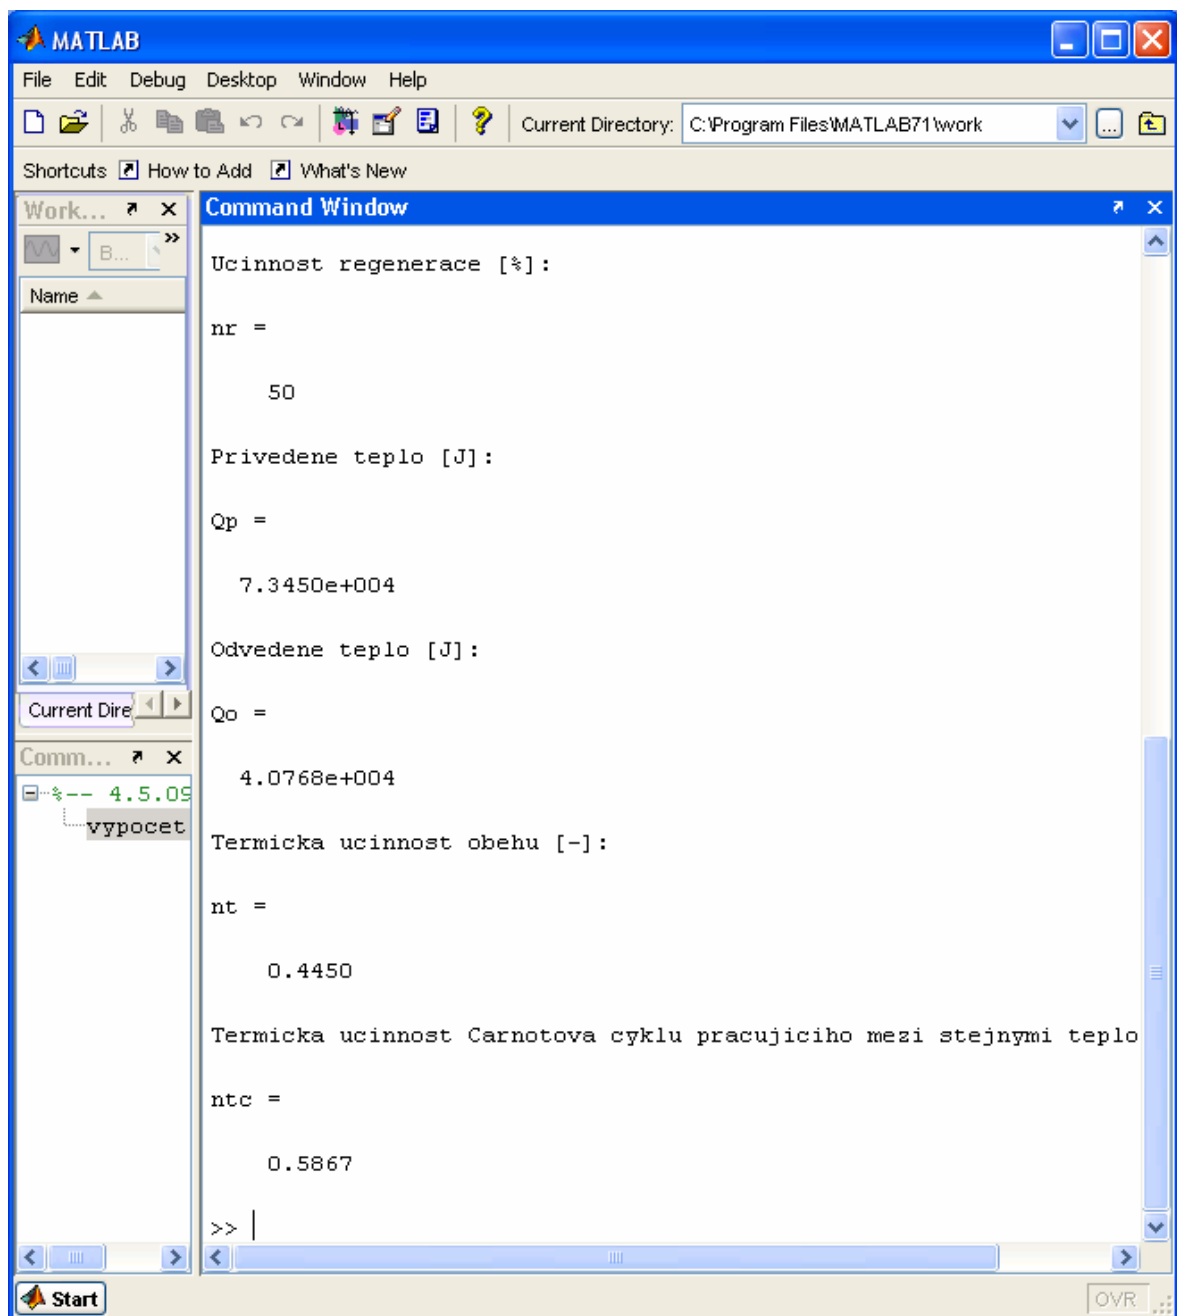 MATLAB
File Edit Debug Desktop Window Help
Current Directory: C:\Program Files\MATLAB71\work ...
Shortcuts How to Add What's New
Work...
B...
Name
Current Dire
Comm...
%-- 4.5.09
vypocet
Command Window
Ucinnost regenerace [%]:
nr =
50
Privedene teplo [J]:
Qp =
7.3450e+004
Odvedene teplo [J]:
Qo =
4.0768e+004
Termicka ucinnost obehu [-]:
nt =
0.4450
Termicka ucinnost Carnotova cyklu pracujiciho mezi stejnymi teplo
ntc =
0.5867
>>
Start
OVR